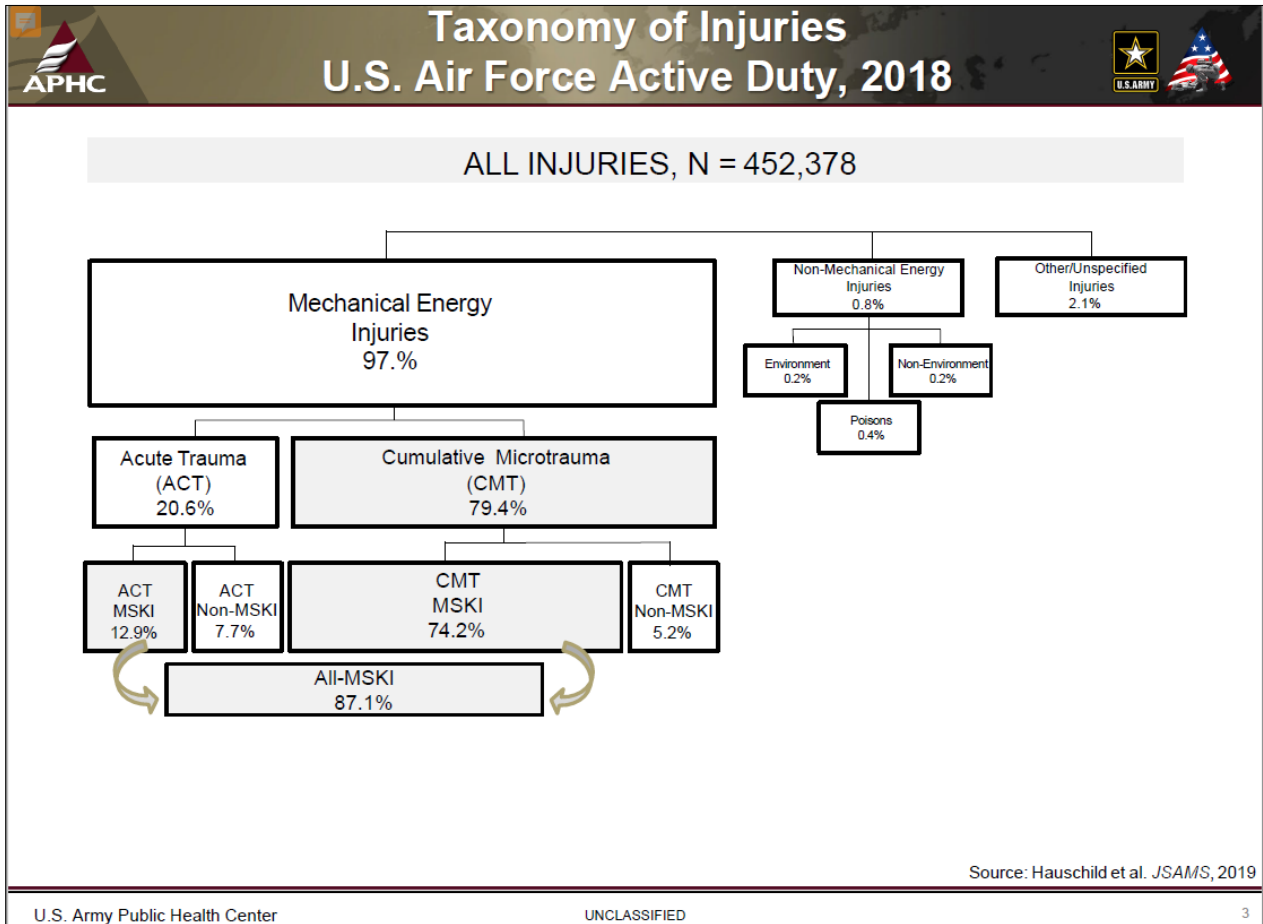 Taxonomy of Injuries
U.S. Air Force Active Duty, 2018
APHC
U.S.ARMY
ALL INJURIES, N = 452,378
Mechanical Energy
Injuries
97.%
Non-Mechanical Energy
Injuries
0.8%
Other/Unspecified
Injuries
2.1%
Environment
0.2%
Non-Environment
0.2%
Poisons
0.4%
Acute Trauma
(ACT)
20.6%
Cumulative Microtrauma
(CMT)
79.4%
ACT
MSKI
12.9%
ACT
Non-MSKI
7.7%
CMT
MSKI
74.2%
CMT
Non-MSKI
5.2%
All-MSKI
87.1%
Source: Hauschild et al. JSAMS, 2019
U.S. Army Public Health Center
UNCLASSIFIED
3